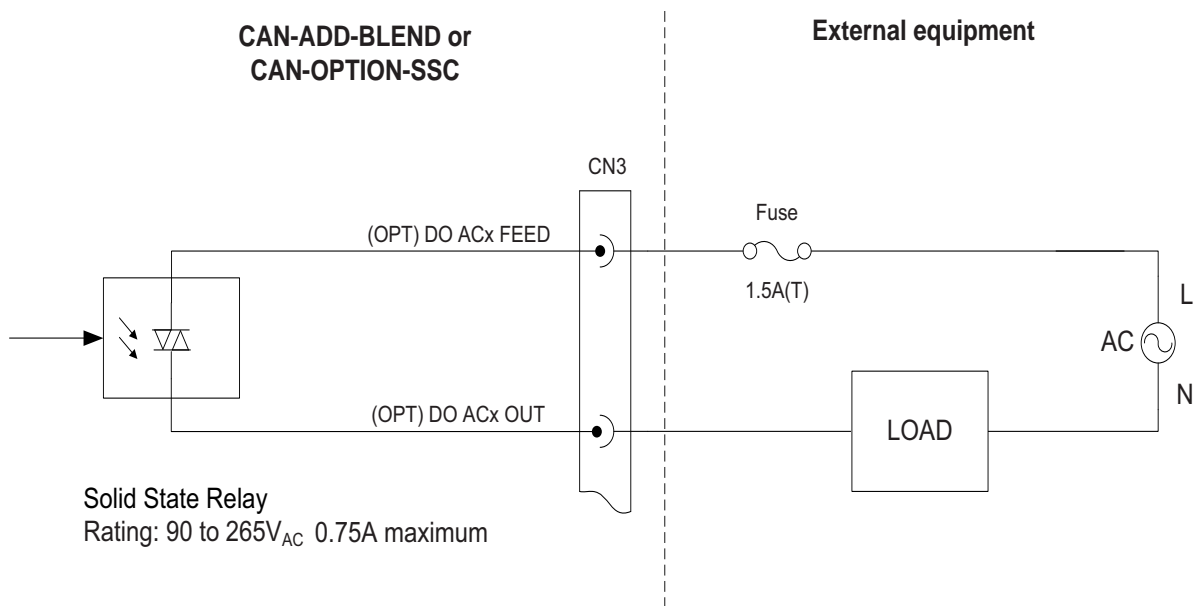 CAN-ADD-BLEND or
CAN-OPTION-SSC
External equipment
CN3
(OPT) DO ACx FEED
Fuse
1.5A(T)
L
AC
N
(OPT) DO ACx OUT
LOAD
Solid State Relay
Rating: 90 to 265VAC 0.75A maximum